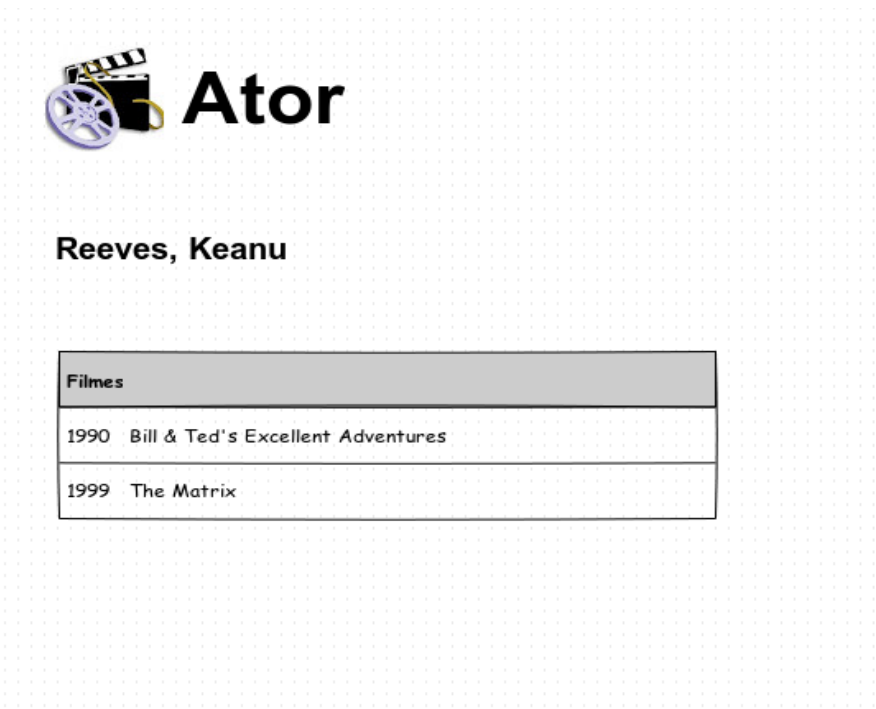 Ator
Reeves, Keanu
Filmes
1990 Bill & Ted's Excellent Adventures
1999 The Matrix